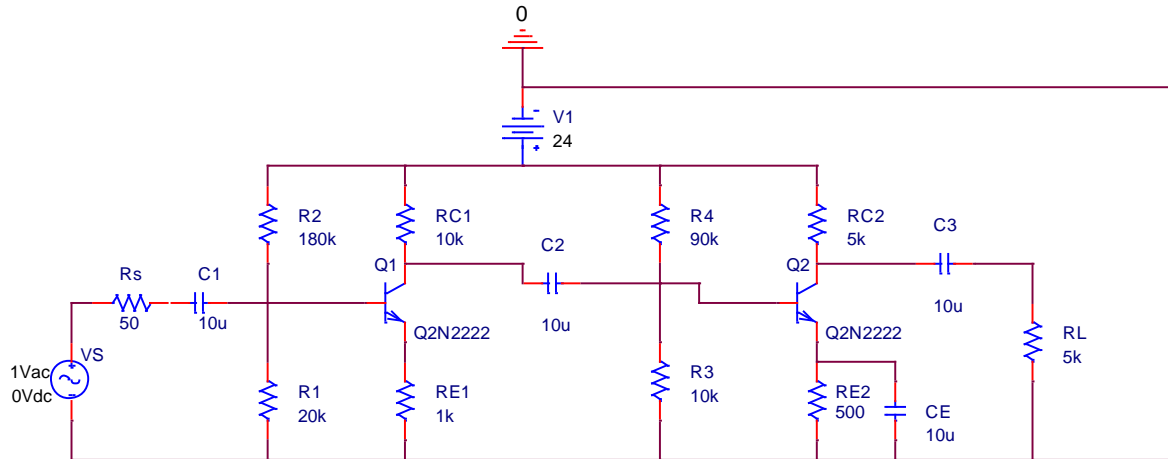 0
V1
24
R2
180k
RC1
10k
R4
90k
RC2
5k
C3
10u
C2
10u
Q1
Q2N2222
Q2
Q2N2222
Rs
50
C1
10u
VS
1Vac
0Vdc
R1
20k
RE1
1k
R3
10k
RE2
500
CE
10u
RL
5k